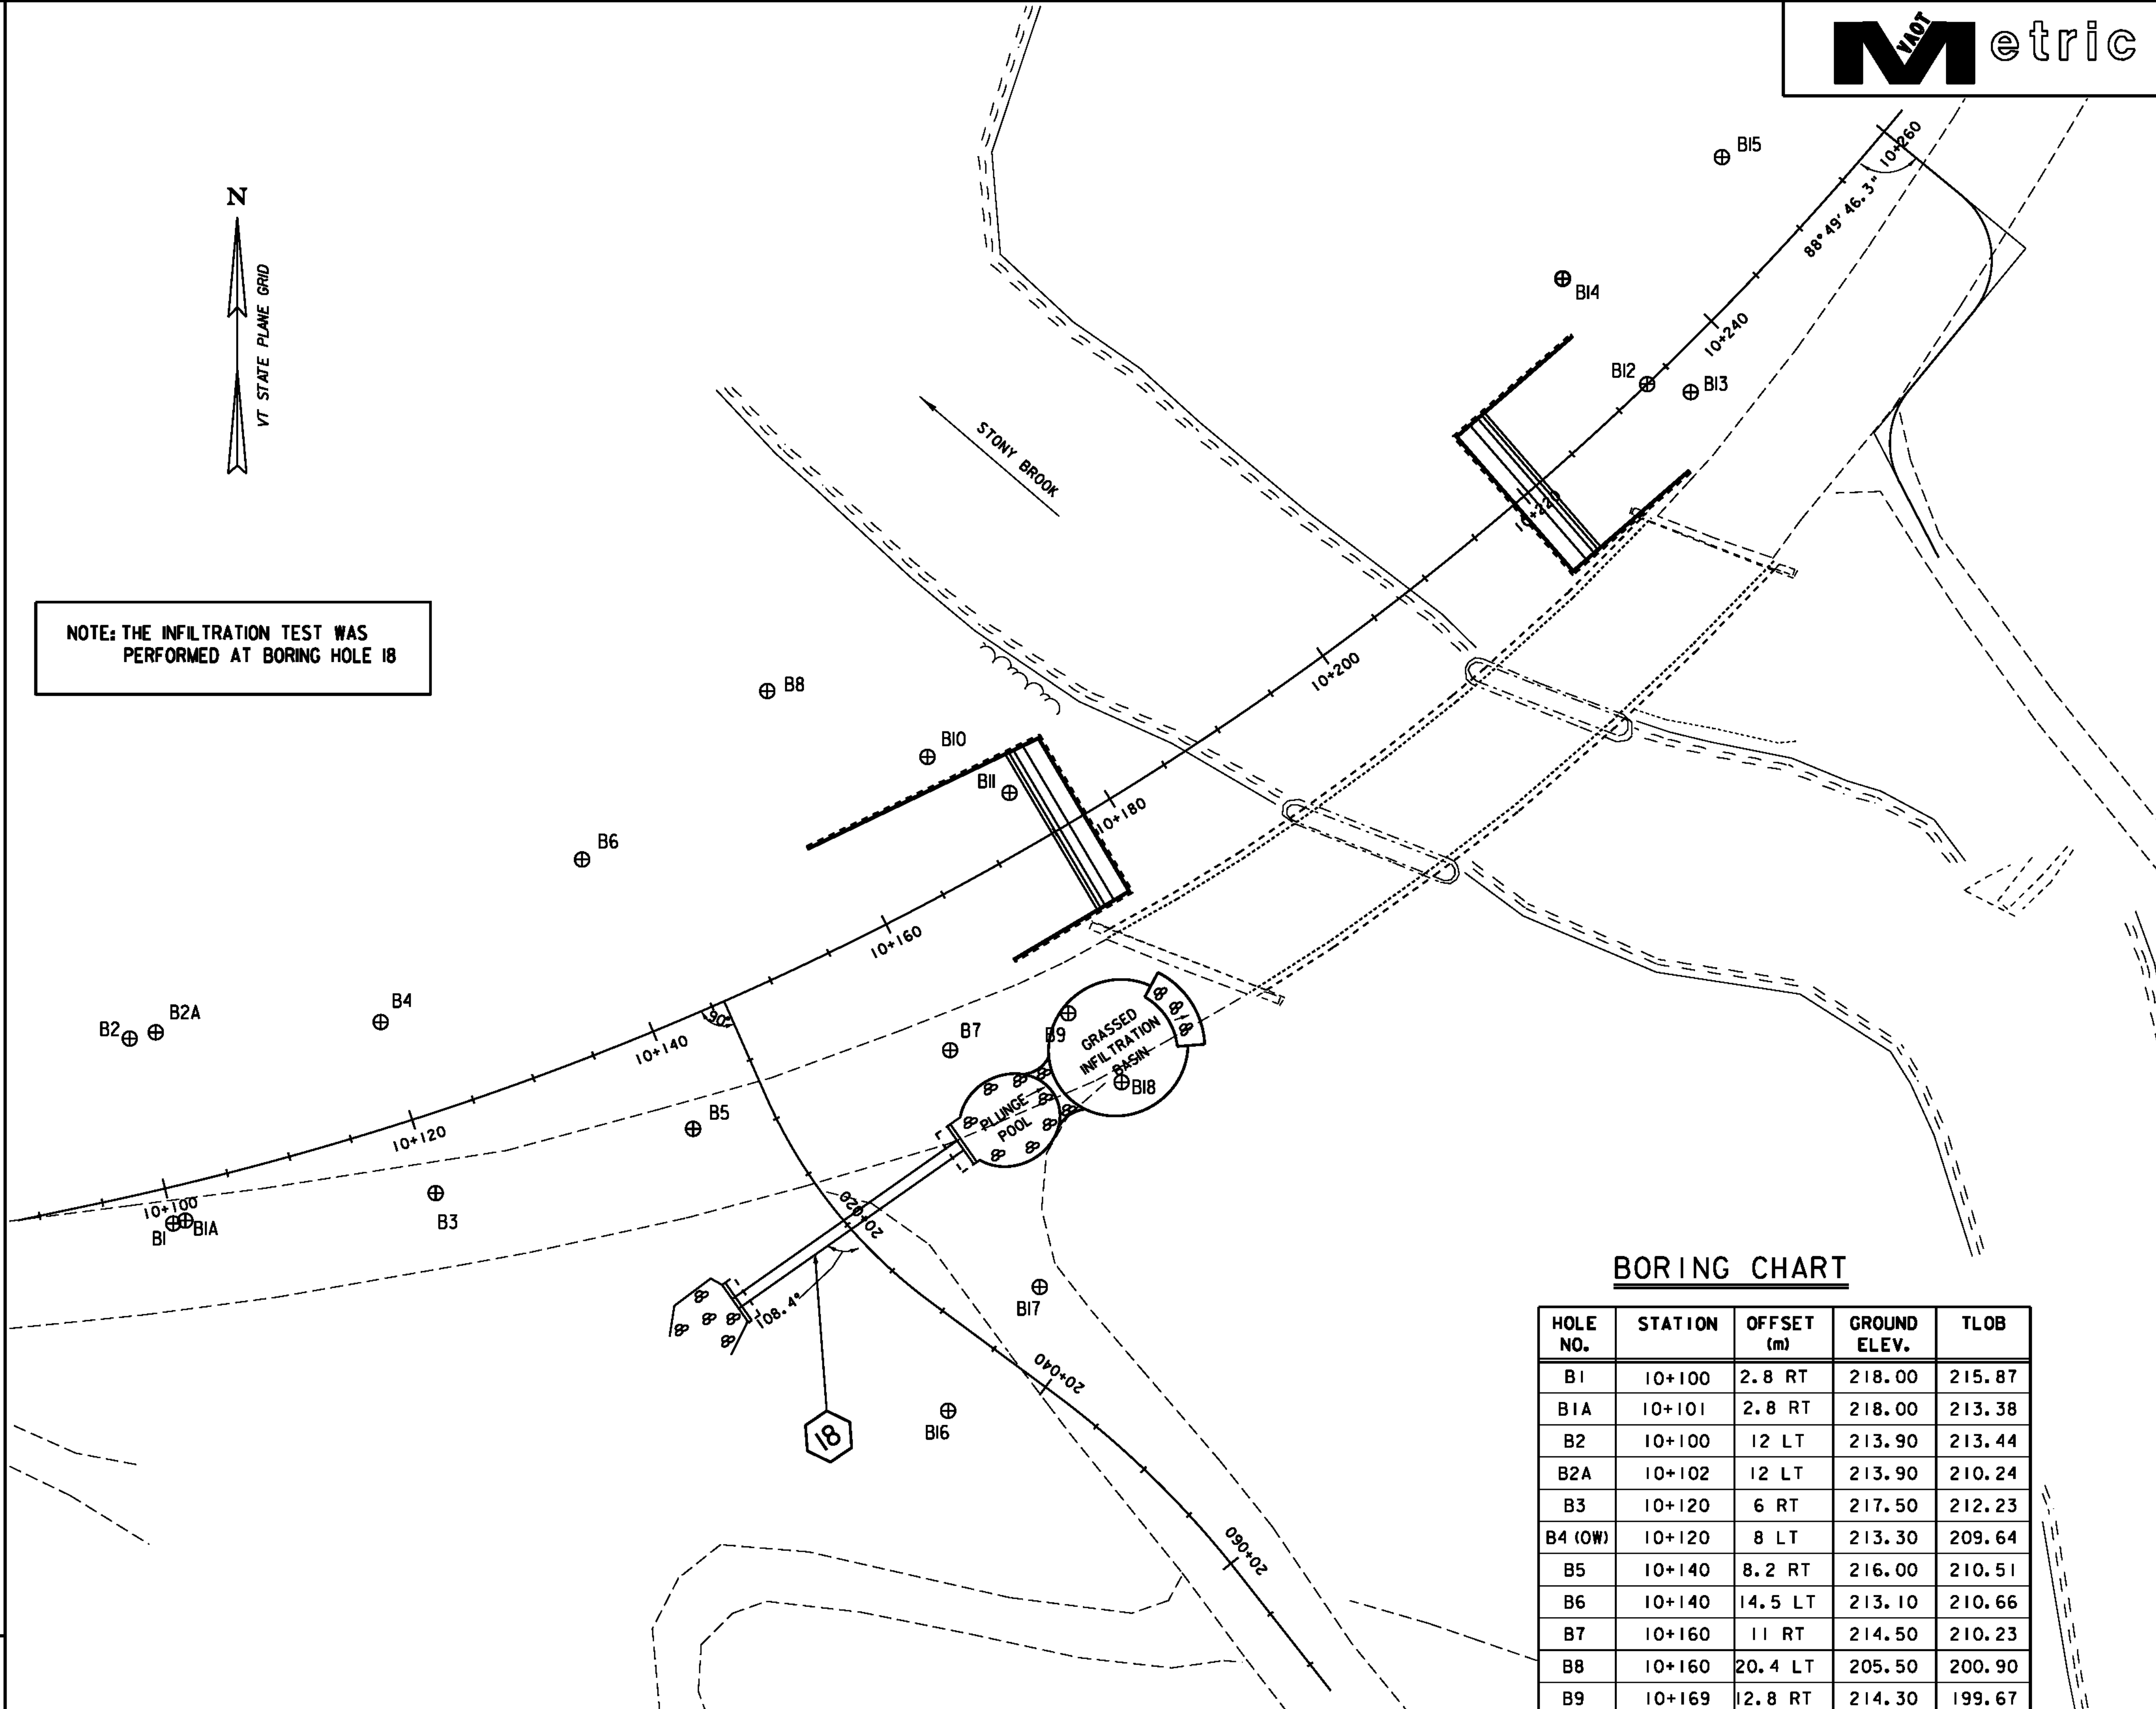 VAOT
Metric
N
VT STATE PLANE GRID
NOTE: THE INFILTRATION TEST WAS
PERFORMED AT BORING HOLE 18
STONY BROOK
B15
10+260
88°49'46.3"
B14
10+240
B12
B13
10+220
10+200
B8
B10
B11
10+180
B6
10+160
B4
B2
B2A
90°
10+140
B7
B9
GRASSED
INFILTRATION
BASIN
B18
PLUNGE
POOL
B5
10+120
B3
10+100
B1
B1A
20+020
108.4°
18
B17
20+040
B16
20+060
BORING CHART
HOLE NO. STATION OFFSET (m) GROUND ELEV. TLOB
B1 10+100 2.8 RT 218.00 215.87
B1A 10+101 2.8 RT 218.00 213.38
B2 10+100 12 LT 213.90 213.44
B2A 10+102 12 LT 213.90 210.24
B3 10+120 6 RT 217.50 212.23
B4 (OW) 10+120 8 LT 213.30 209.64
B5 10+140 8.2 RT 216.00 210.51
B6 10+140 14.5 LT 213.10 210.66
B7 10+160 11 RT 214.50 210.23
B8 10+160 20.4 LT 205.50 200.90
B9 10+169 12.8 RT 214.30 199.67